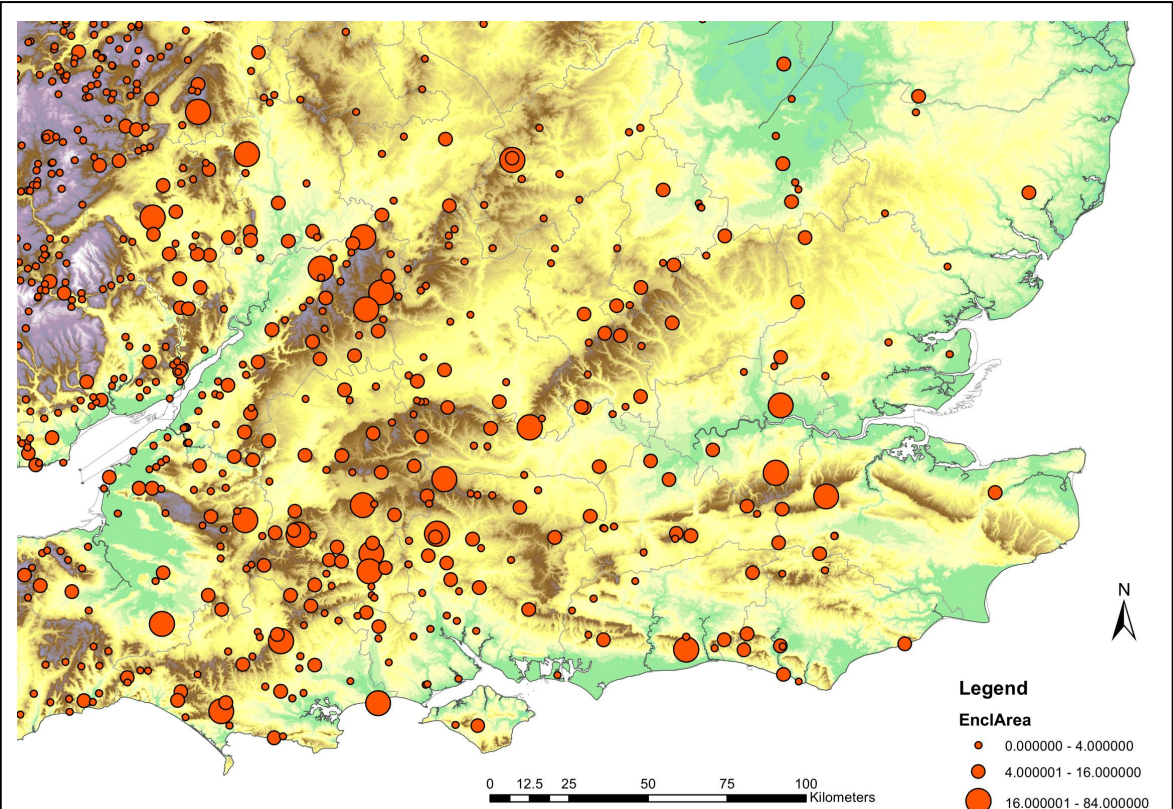 N
Legend
EnclArea
0.000000 - 4.000000
4.000001 - 16.000000
16.000001 - 84.000000
0 12.5 25 50 75 100
Kilometers